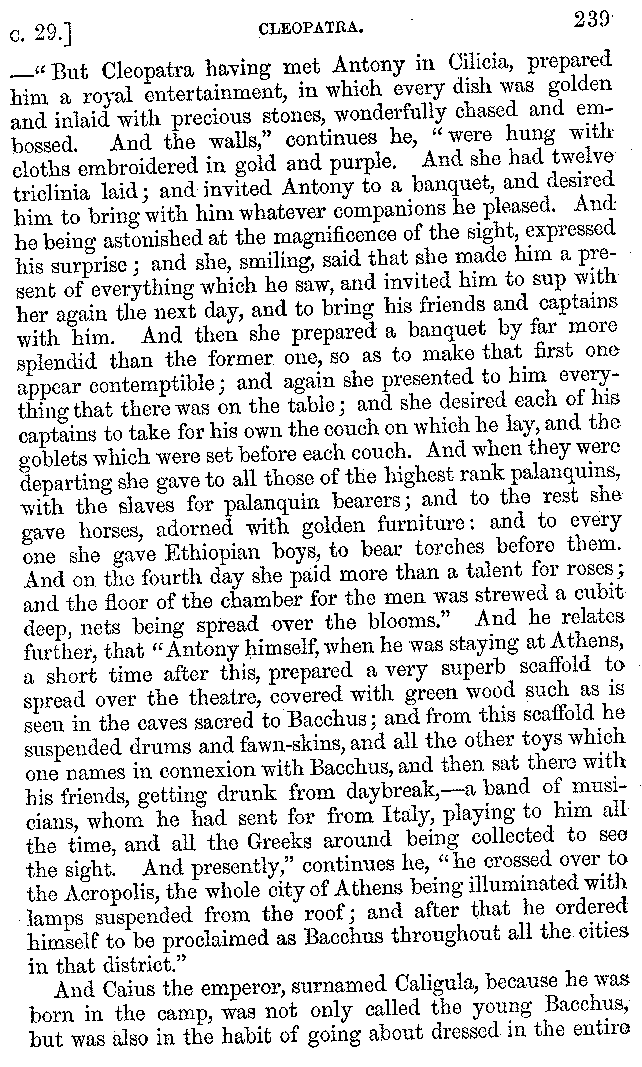 c. 29.] CLEOPATRA. 239
—“But Cleopatra having met Antony in Cilicia, prepared
him a royal entertainment, in which every dish was golden
and inlaid with precious stones, wonderfully chased and em-
bossed. And the walls,” continues he, “were hung with
cloths embroidered in gold and purple. And she had twelve
triclinia laid; and invited Antony to a banquet, and desired
him to bring with him whatever companions he pleased. And
he being astonished at the magnificence of the sight, expressed
his surprise; and she, smiling, said that she made him a pre-
sent of everything which he saw, and invited him to sup with
her again the next day, and to bring his friends and captains
with him. And then she prepared a banquet by far more
splendid than the former one, so as to make that first one
appear contemptible; and again she presented to him every-
thing that there was on the table; and she desired each of his
captains to take for his own the couch on which he lay, and the
goblets which were set before each couch. And when they were
departing she gave to all those of the highest rank palanquins,
with the slaves for palanquin bearers; and to the rest she
gave horses, adorned with golden furniture: and to every
one she gave Ethiopian boys, to bear torches before them.
And on the fourth day she paid more than a talent for roses;
and the floor of the chamber for the men was strewed a cubit
deep, nets being spread over the blooms.” And he relates
further, that “Antony himself, when he was staying at Athens,
a short time after this, prepared a very superb scaffold to
spread over the theatre, covered with green wood such as is
seen in the caves sacred to Bacchus; and from this scaffold he
suspended drums and fawn-skins, and all the other toys which
one names in connexion with Bacchus, and then sat there with
his friends, getting drunk from daybreak,—a band of musi-
cians, whom he had sent for from Italy, playing to him all
the time, and all the Greeks around being collected to see
the sight. And presently,” continues he, “he crossed over to
the Acropolis, the whole city of Athens being illuminated with
lamps suspended from the roof; and after that he ordered
himself to be proclaimed as Bacchus throughout all the cities
in that district.”
And Caius the emperor, surnamed Caligula, because he was
born in the camp, was not only called the young Bacchus,
but was also in the habit of going about dressed in the entire